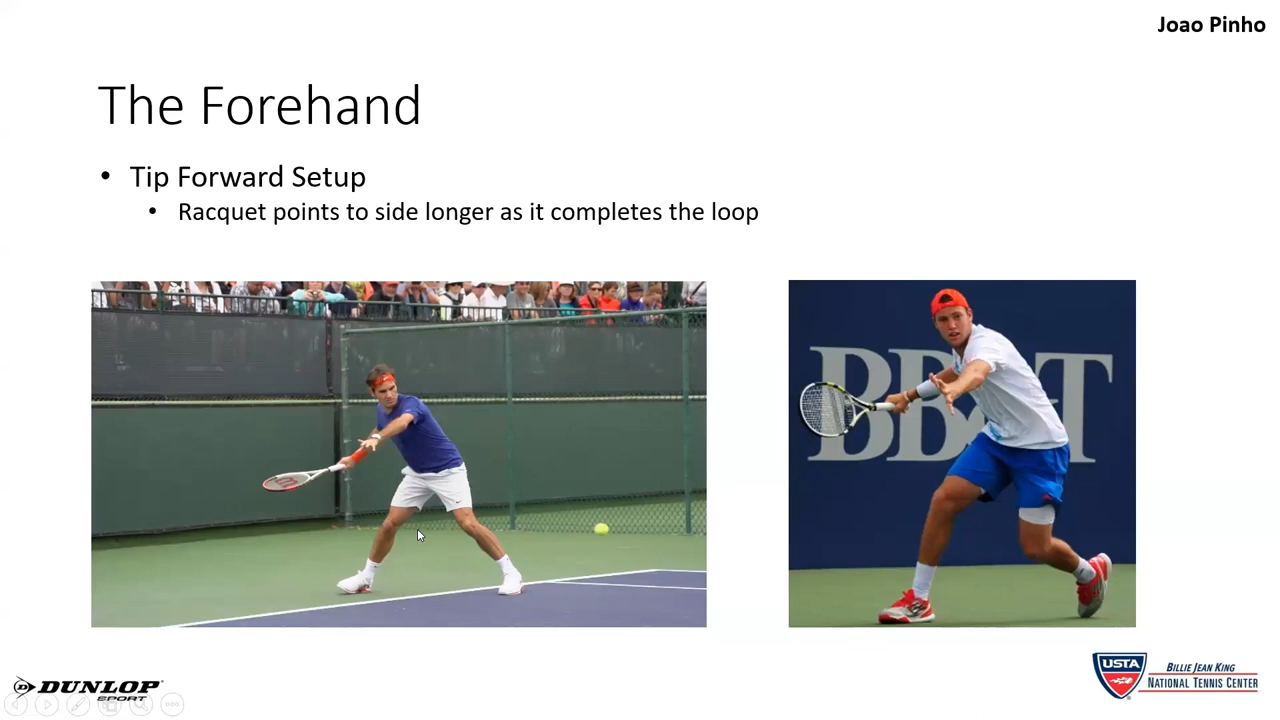 Joao Pinho
The Forehand
• Tip Forward Setup
• Racquet points to side longer as it completes the loop
BB&T
DUNLOP
SPORT
USTA
BILLIE JEAN KING
NATIONAL TENNIS CENTER